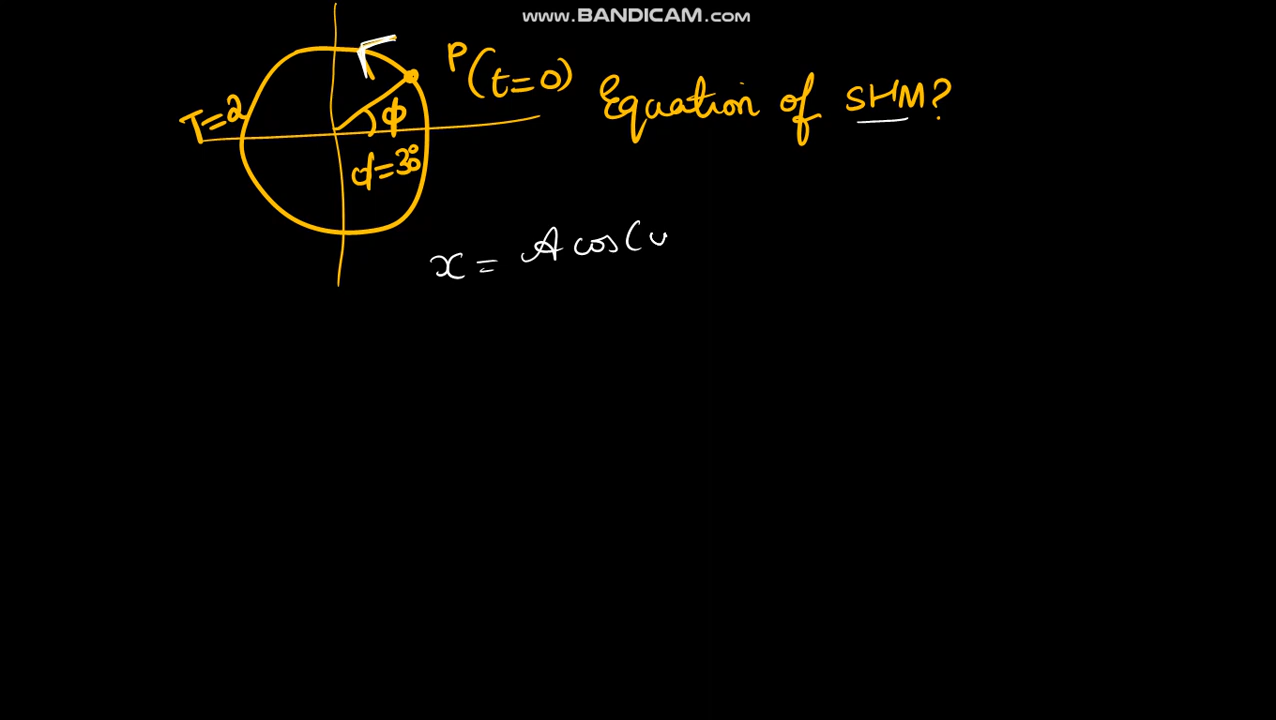 www.BANDICAM.com
P(t=0)
Equation of SHM?
T=2
ϕ
ϕ=30°
x = A cos(